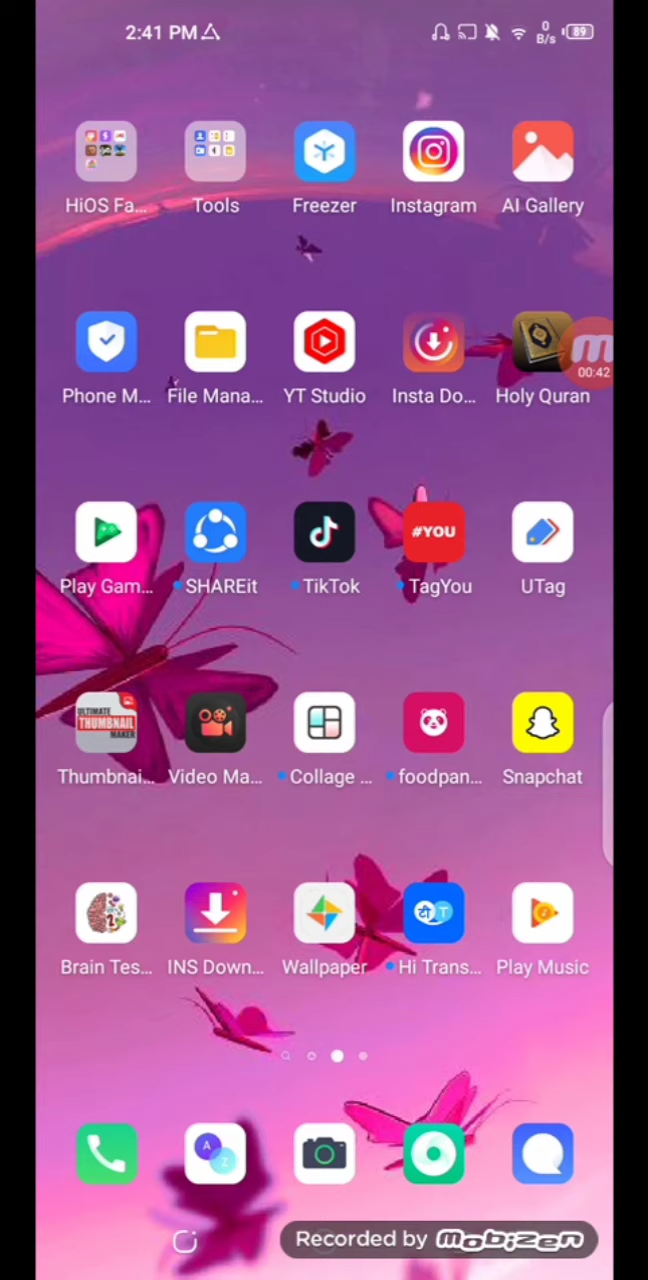 2:41 PM
0
B/s
89
HiOS Fa...
Tools
Freezer
Instagram
AI Gallery
Phone M...
File Mana...
YT Studio
Insta Do...
Holy Quran
00:42
#YOU
Play Gam...
SHAREit
TikTok
TagYou
UTag
ULTIMATE
THUMBNAIL
MAKER
Thumbnai...
Video Ma...
Collage ...
foodpan...
Snapchat
टी T
Brain Tes...
INS Down...
Wallpaper
Hi Trans...
Play Music
A
Z
Recorded by Mobizen